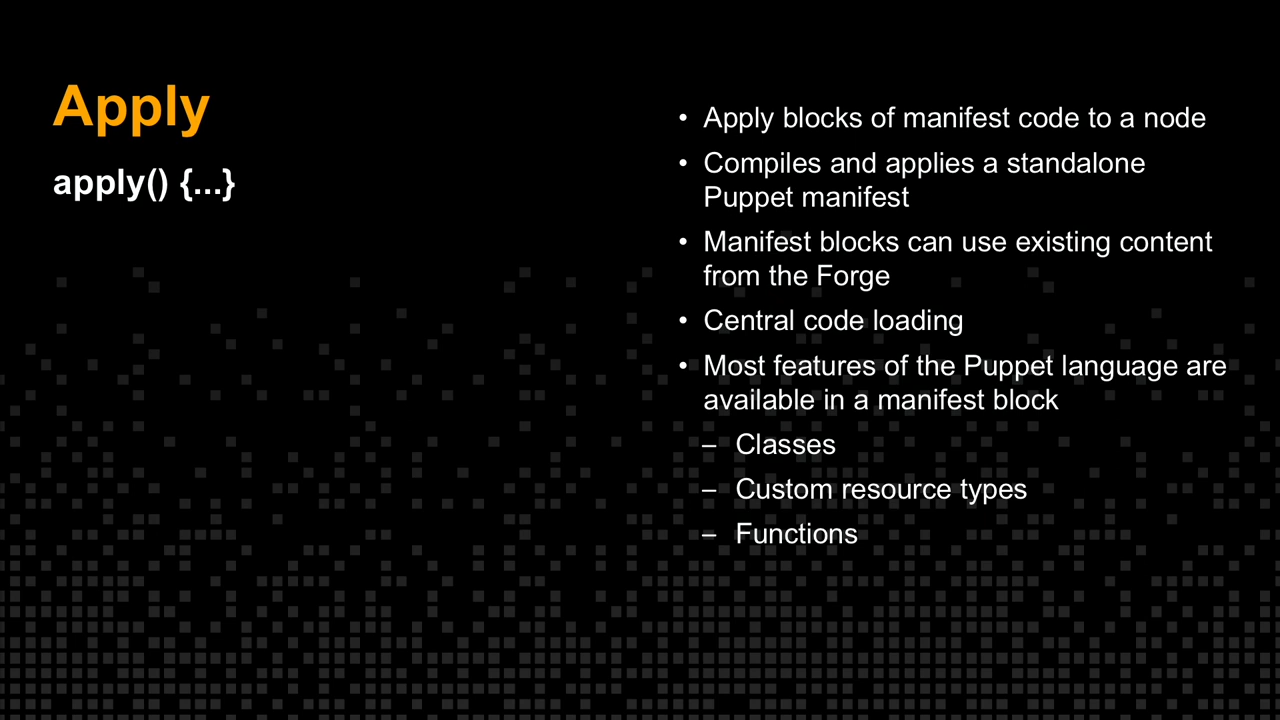 Apply
apply() {...}
• Apply blocks of manifest code to a node
• Compiles and applies a standalone
Puppet manifest
• Manifest blocks can use existing content
from the Forge
• Central code loading
• Most features of the Puppet language are
available in a manifest block
– Classes
– Custom resource types
– Functions